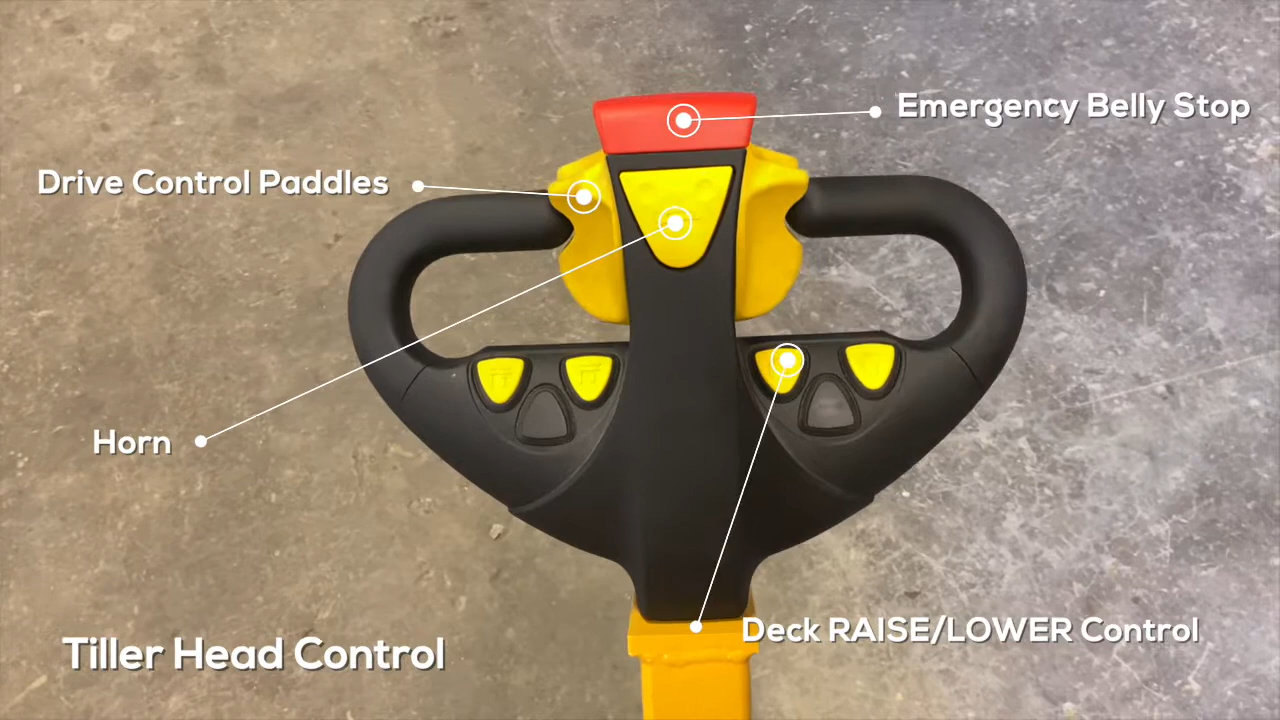 Emergency Belly Stop
Drive Control Paddles
Horn
Deck RAISE/LOWER Control
Tiller Head Control